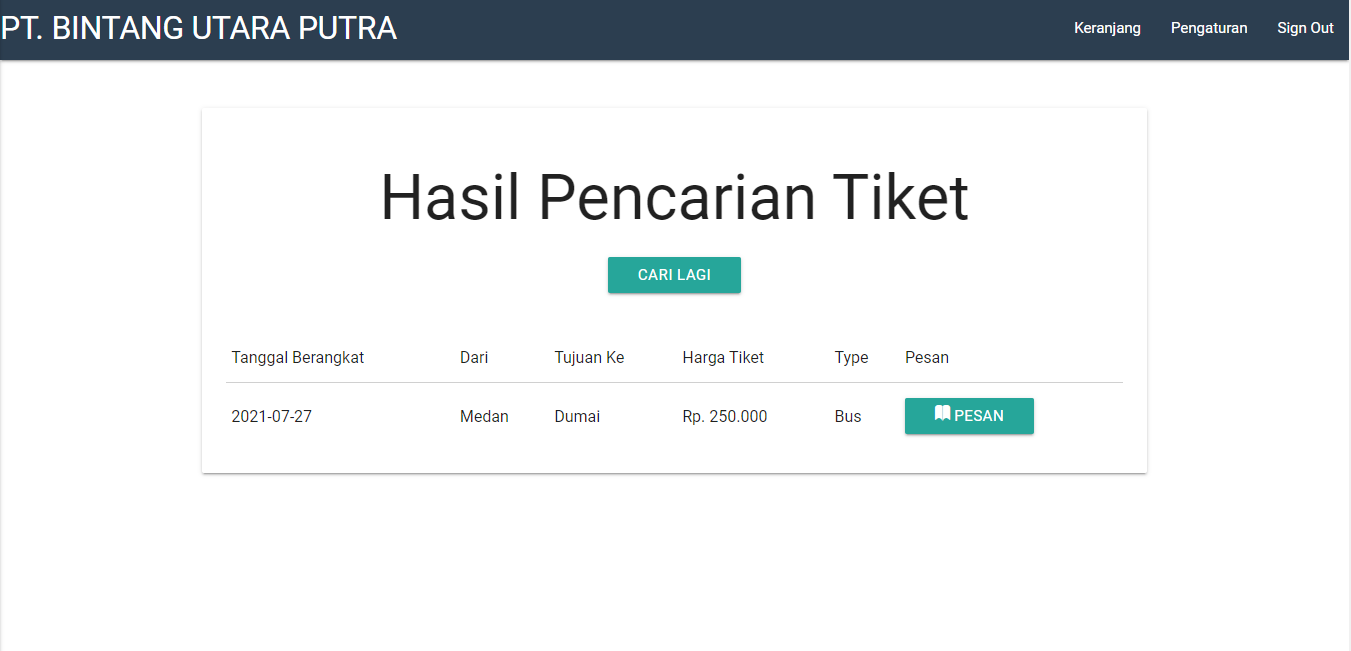 PT. BINTANG UTARA PUTRA Keranjang Pengaturan Sign Out
Hasil Pencarian Tiket
CARI LAGI
Tanggal Berangkat Dari Tujuan Ke Harga Tiket Type Pesan
2021-07-27 Medan Dumai Rp. 250.000 Bus PESAN